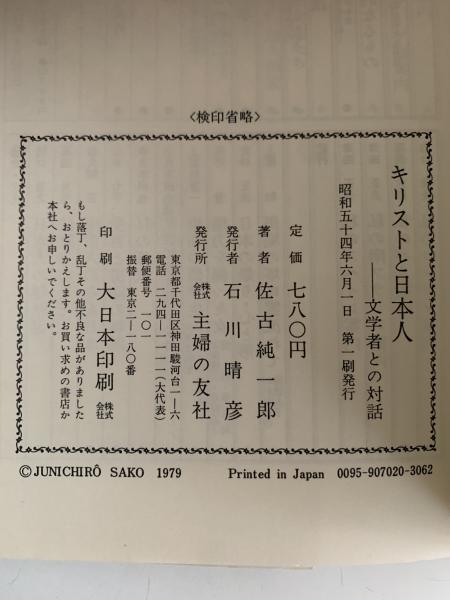 〈検印省略〉
キリストと日本人
――文学者との対話
昭和五十四年六月一日　第一刷発行
定価　七八〇円
著者　佐古純一郎
発行者　石川晴彦
発行所　株式会社　主婦の友社
東京都千代田区神田駿河台一―六
電話　二九四―一一一一(大代表)
郵便番号　一〇一
振替　東京二―一八〇番
印刷　大日本印刷　株式会社
もし落丁、乱丁その他不良な品がありました
ら、おとりかえします。お買い求めの書店か
本社へお申しいでください。
©JUNICHIRÔ SAKO 1979　Printed in Japan　0095-907020-3062